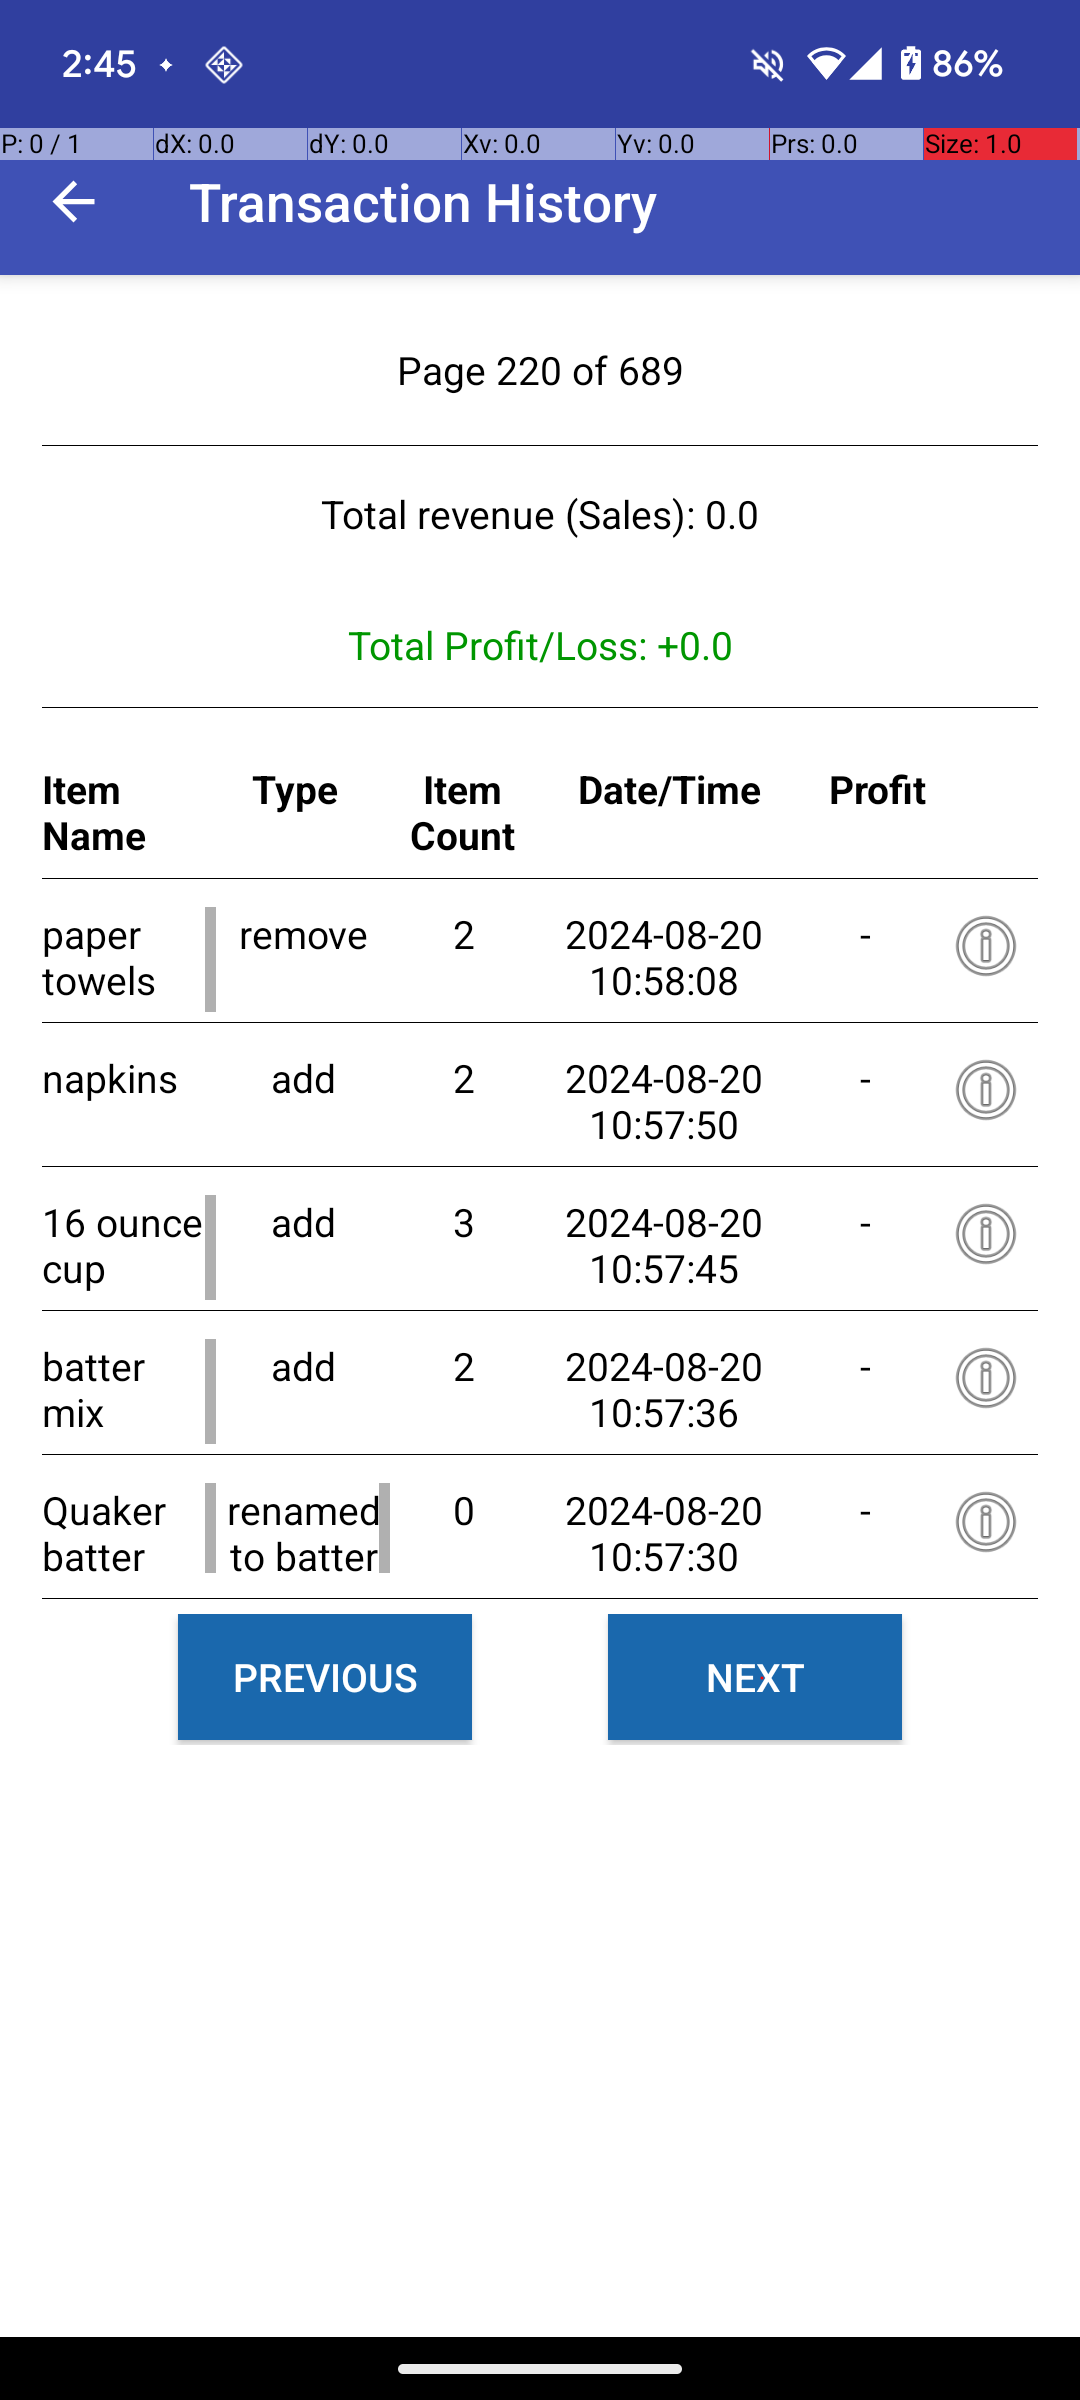 2:45
86%
P: 0 / 1 dX: 0.0 dY: 0.0 Xv: 0.0 Yv: 0.0 Prs: 0.0 Size: 1.0
Transaction History
Page 220 of 689
Total revenue (Sales): 0.0
Total Profit/Loss: +0.0
Item Name Type Item Count Date/Time Profit
paper towels remove 2 2024-08-20 10:58:08 -
napkins add 2 2024-08-20 10:57:50 -
16 ounce cup add 3 2024-08-20 10:57:45 -
batter mix add 2 2024-08-20 10:57:36 -
Quaker batter renamed to batter 0 2024-08-20 10:57:30 -
PREVIOUS NEXT